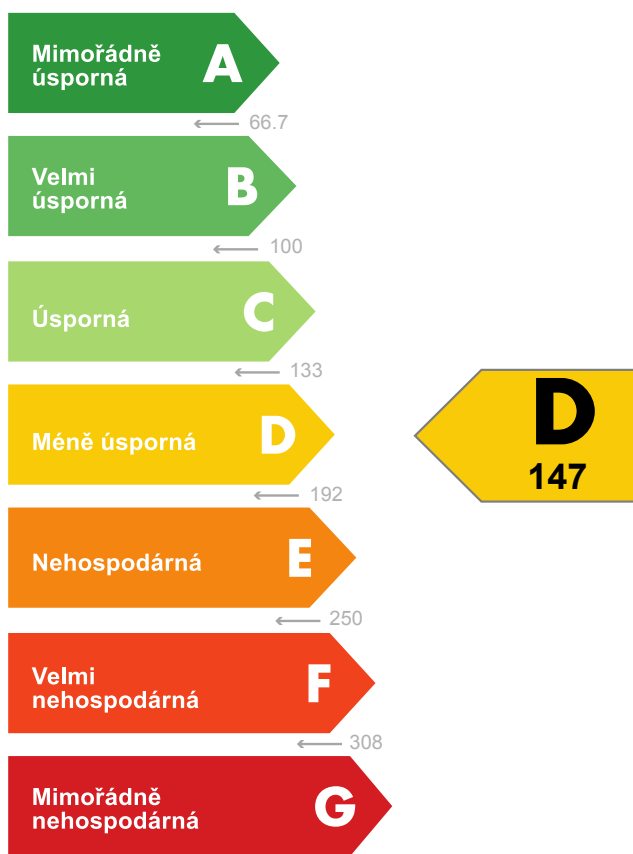 Mimořádně
úsporná
A
66.7
Velmi
úsporná
B
100
Úsporná
C
133
Méně úsporná
D
D
147
192
Nehospodárná
E
250
Velmi
nehospodárná
F
308
Mimořádně
nehospodárná
G